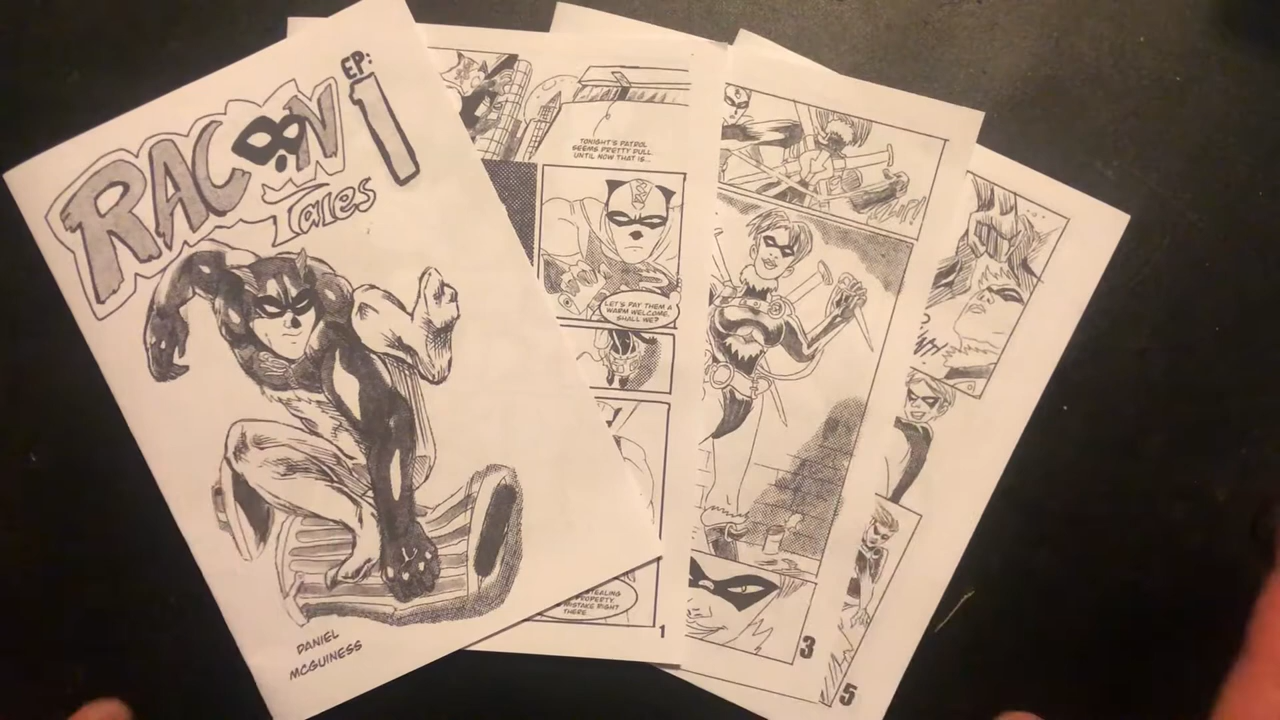 RACOON
Tales
EP:
1
DANIEL
MCGUINESS
TONIGHT'S PATROL
SEEMS PRETTY DULL.
UNTIL NOW THAT IS...
LET'S PAY THEM A
WARM WELCOME,
SHALL WE?
STEALING
PROPERTY.
MISTAKE RIGHT
THERE.
1
3
5